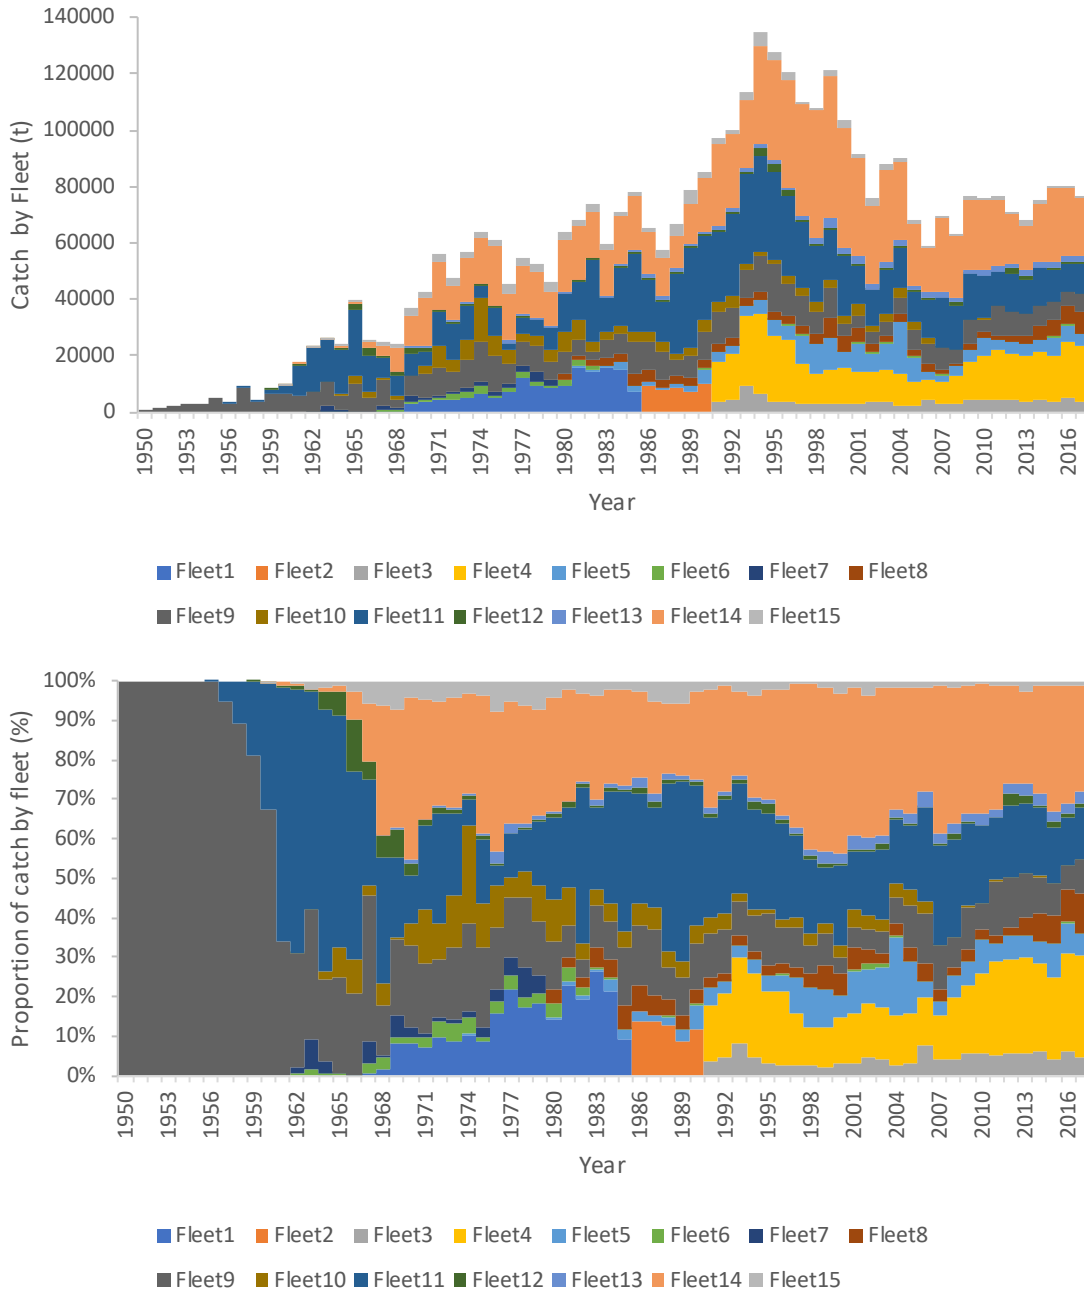 Catch by Fleet (t)
140000
120000
100000
80000
60000
40000
20000
0
1950 1953 1956 1959 1962 1965 1968 1971 1974 1977 1980 1983 1986 1989 1992 1995 1998 2001 2004 2007 2010 2013 2016
Year
Fleet1 Fleet2 Fleet3 Fleet4 Fleet5 Fleet6 Fleet7 Fleet8
Fleet9 Fleet10 Fleet11 Fleet12 Fleet13 Fleet14 Fleet15
Proportion of catch by fleet (%)
100%
90%
80%
70%
60%
50%
40%
30%
20%
10%
0%
1950 1953 1956 1959 1962 1965 1968 1971 1974 1977 1980 1983 1986 1989 1992 1995 1998 2001 2004 2007 2010 2013 2016
Year
Fleet1 Fleet2 Fleet3 Fleet4 Fleet5 Fleet6 Fleet7 Fleet8
Fleet9 Fleet10 Fleet11 Fleet12 Fleet13 Fleet14 Fleet15